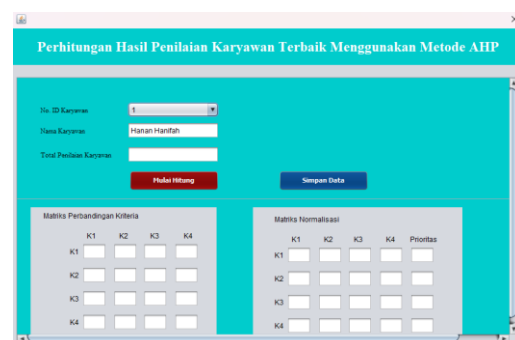 Perhitungan Hasil Penilaian Karyawan Terbaik Menggunakan Metode AHP
No. ID Karyawan 1
Nama Karyawan Hanan Hanifah
Total Penilaian Karyawan
Mulai Hitung Simpan Data
Matriks Perbandingan Kriteria
K1 K2 K3 K4
K1
K2
K3
K4
Matriks Normalisasi
K1 K2 K3 K4 Prioritas
K1
K2
K3
K4